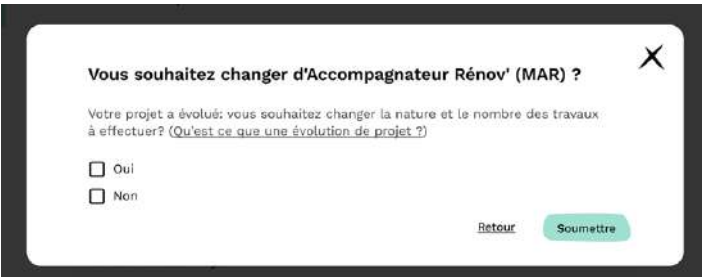 Vous souhaitez changer d'Accompagnateur Rénov' (MAR) ?
Votre projet a évolué: vous souhaitez changer la nature et le nombre des travaux
à effectuer? (Qu'est ce que une évolution de projet ?)
Oui
Non
Retour
Soumettre